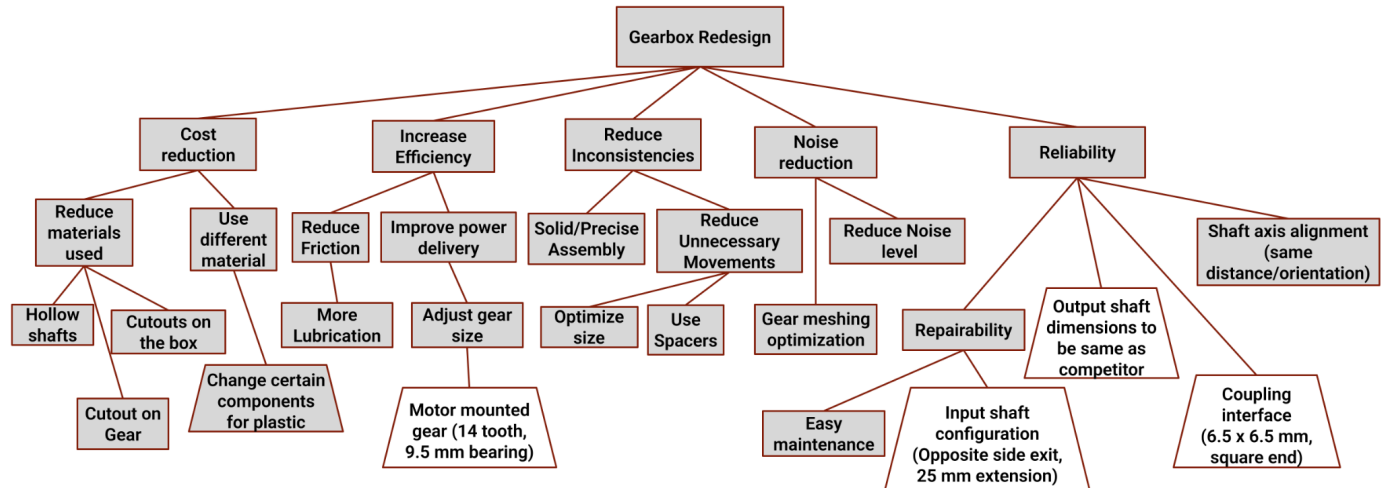 Gearbox Redesign
Cost
reduction
Increase
Efficiency
Reduce
Inconsistencies
Noise
reduction
Reliability
Reduce
materials
used
Use
different
material
Reduce
Friction
Improve power
delivery
Solid/Precise
Assembly
Reduce
Unnecessary
Movements
Reduce Noise
level
Shaft axis alignment
(same
distance/orientation)
Hollow
shafts
Cutouts on
the box
More
Lubrication
Adjust gear
size
Optimize
size
Use
Spacers
Gear meshing
optimization
Repairability
Output shaft
dimensions to
be same as
competitor
Cutout on
Gear
Change certain
components
for plastic
Motor mounted
gear (14 tooth,
9.5 mm bearing)
Easy
maintenance
Input shaft
configuration
(Opposite side exit,
25 mm extension)
Coupling
interface
(6.5 x 6.5 mm,
square end)